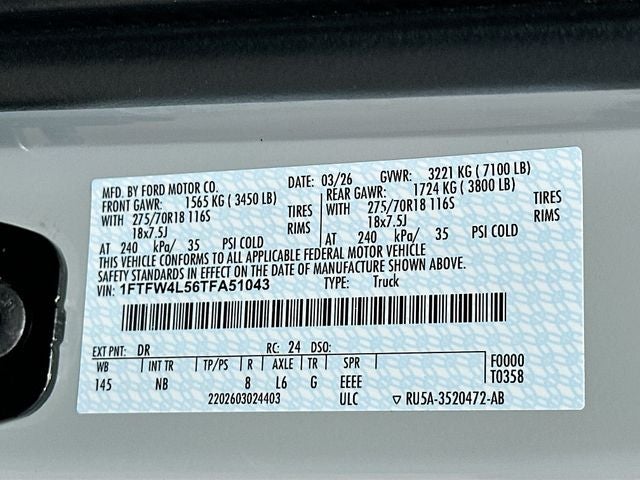 MFD. BY FORD MOTOR CO.
DATE: 03/26 GVWR: 3221 KG ( 7100 LB)
FRONT GAWR: 1565 KG ( 3450 LB) REAR GAWR: 1724 KG ( 3800 LB)
WITH 275/70R18 116S TIRES WITH 275/70R18 116S TIRES
18x7.5J RIMS 18x7.5J RIMS
AT 240 kPa/ 35 PSI COLD AT 240 kPa/ 35 PSI COLD
THIS VEHICLE CONFORMS TO ALL APPLICABLE FEDERAL MOTOR VEHICLE
SAFETY STANDARDS IN EFFECT ON THE DATE OF MANUFACTURE SHOWN ABOVE.
VIN: 1FTFW4L56TFA51043 TYPE: Truck
EXT PNT: DR RC: 24 DSO:
WB INT TR TP/PS R AXLE TR SPR F0000
145 NB 8 L6 G EEEE T0358
2202603024403 ULC ▽ RU5A-3520472-AB